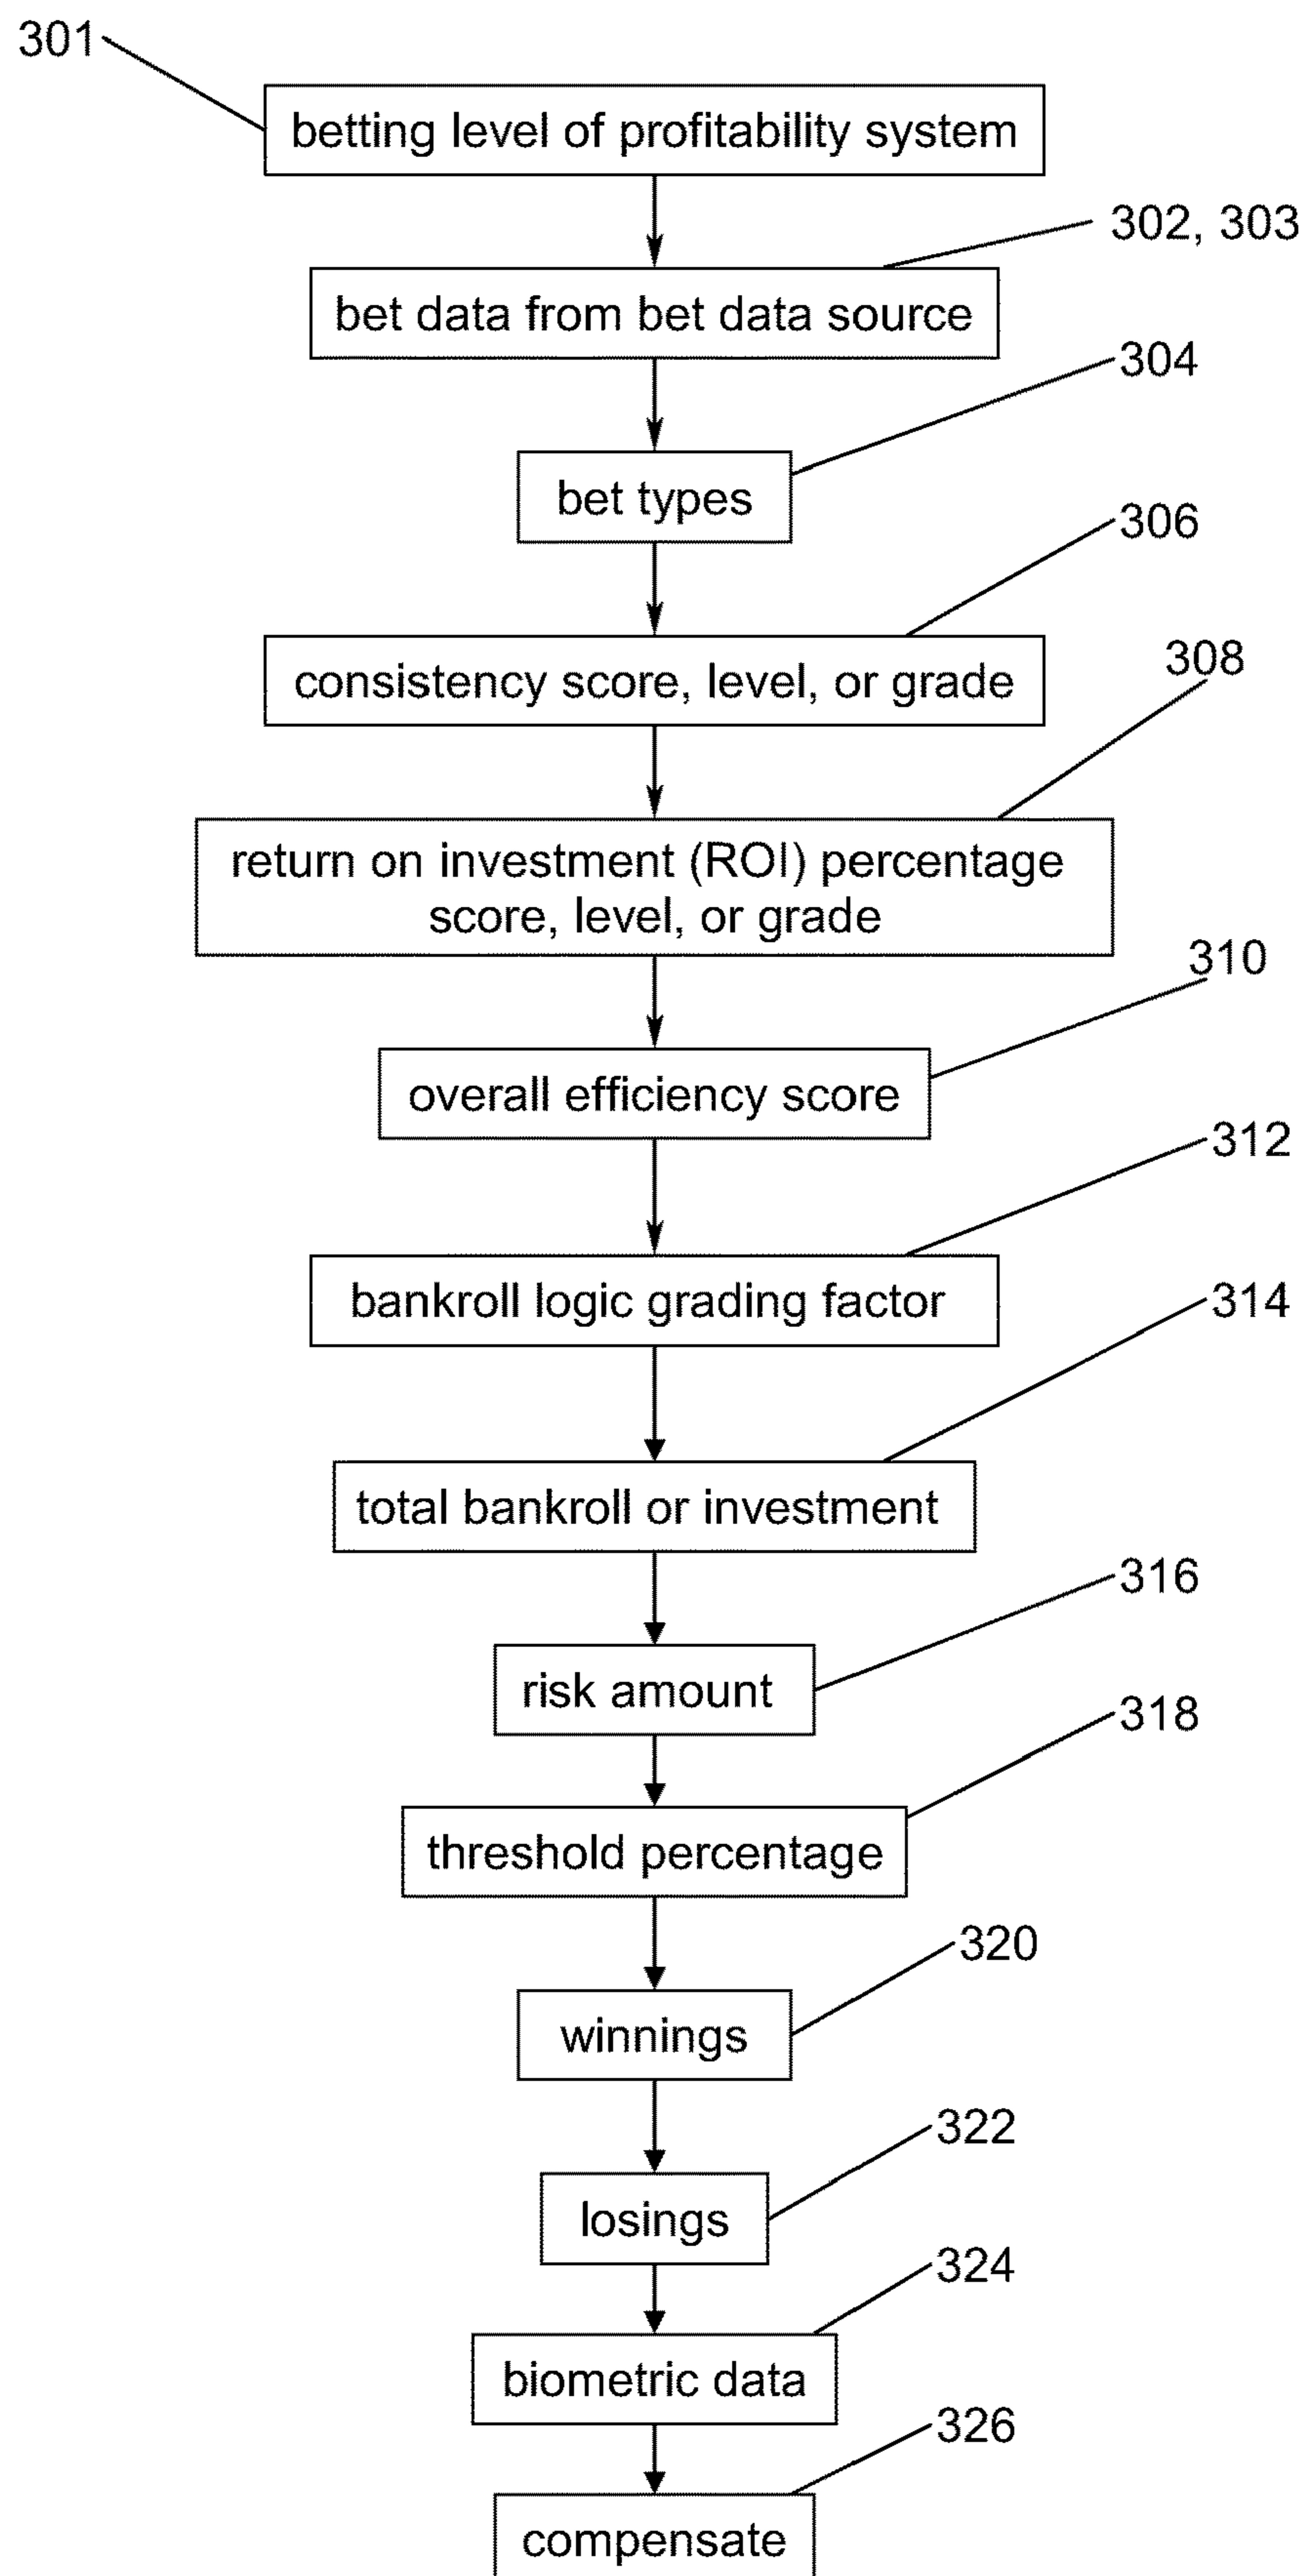 301
betting level of profitability system
302, 303
bet data from bet data source
304
bet types
306
consistency score, level, or grade
308
return on investment (ROI) percentage
score, level, or grade
310
overall efficiency score
312
bankroll logic grading factor
314
total bankroll or investment
316
risk amount
318
threshold percentage
320
winnings
322
losings
324
biometric data
326
compensate